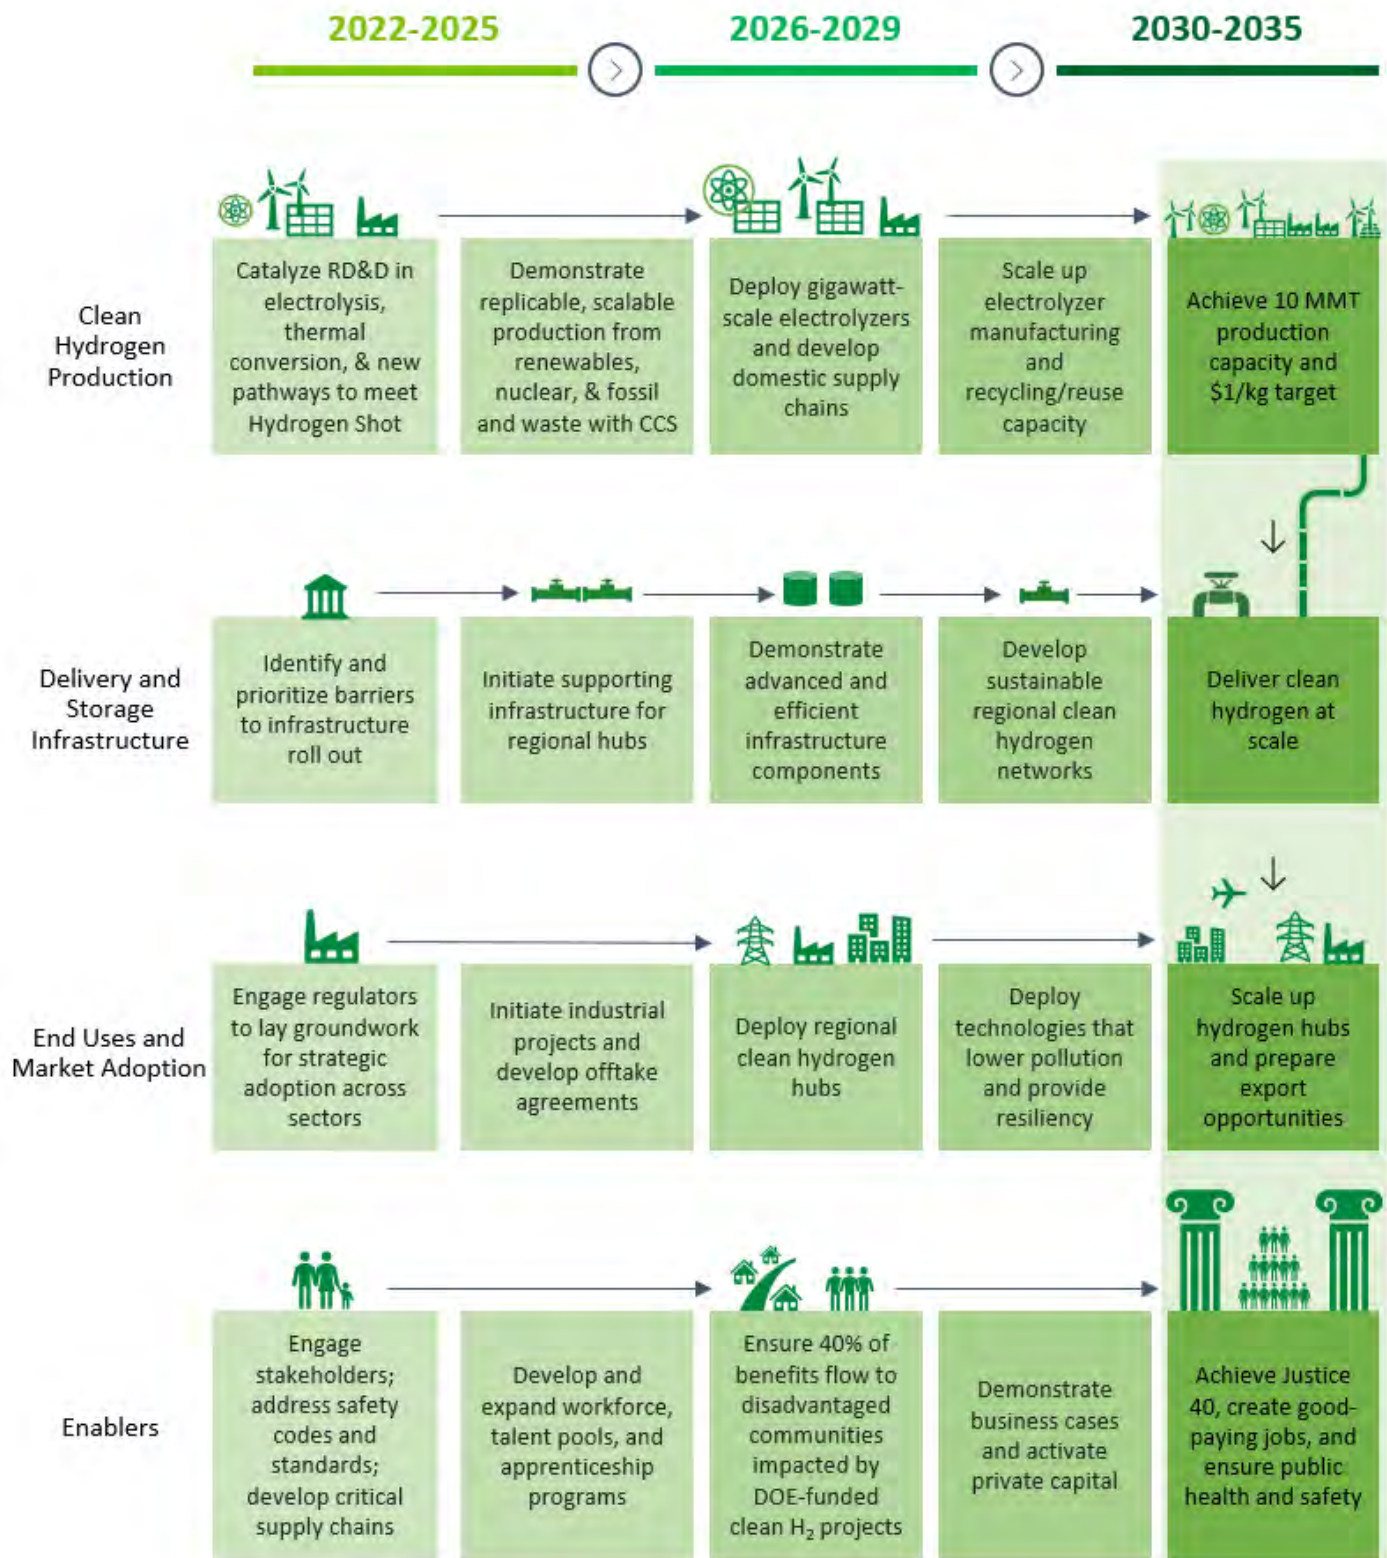 2022-2025
2026-2029
2030-2035
Clean
Hydrogen
Production
Catalyze RD&D in
electrolysis,
thermal
conversion, & new
pathways to meet
Hydrogen Shot
Demonstrate
replicable, scalable
production from
renewables,
nuclear, & fossil
and waste with CCS
Deploy gigawatt-
scale electrolyzers
and develop
domestic supply
chains
Scale up
electrolyzer
manufacturing
and
recycling/reuse
capacity
Achieve 10 MMT
production
capacity and
$1/kg target
Delivery and
Storage
Infrastructure
Identify and
prioritize barriers
to infrastructure
roll out
Initiate supporting
infrastructure for
regional hubs
Demonstrate
advanced and
efficient
infrastructure
components
Develop
sustainable
regional clean
hydrogen
networks
Deliver clean
hydrogen at
scale
End Uses and
Market Adoption
Engage regulators
to lay groundwork
for strategic
adoption across
sectors
Initiate industrial
projects and
develop offtake
agreements
Deploy regional
clean hydrogen
hubs
Deploy
technologies that
lower pollution
and provide
resiliency
Scale up
hydrogen hubs
and prepare
export
opportunities
Enablers
Engage
stakeholders;
address safety
codes and
standards;
develop critical
supply chains
Develop and
expand workforce,
talent pools, and
apprenticeship
programs
Ensure 40% of
benefits flow to
disadvantaged
communities
impacted by
DOE-funded
clean H₂ projects
Demonstrate
business cases
and activate
private capital
Achieve Justice
40, create good-
paying jobs, and
ensure public
health and safety